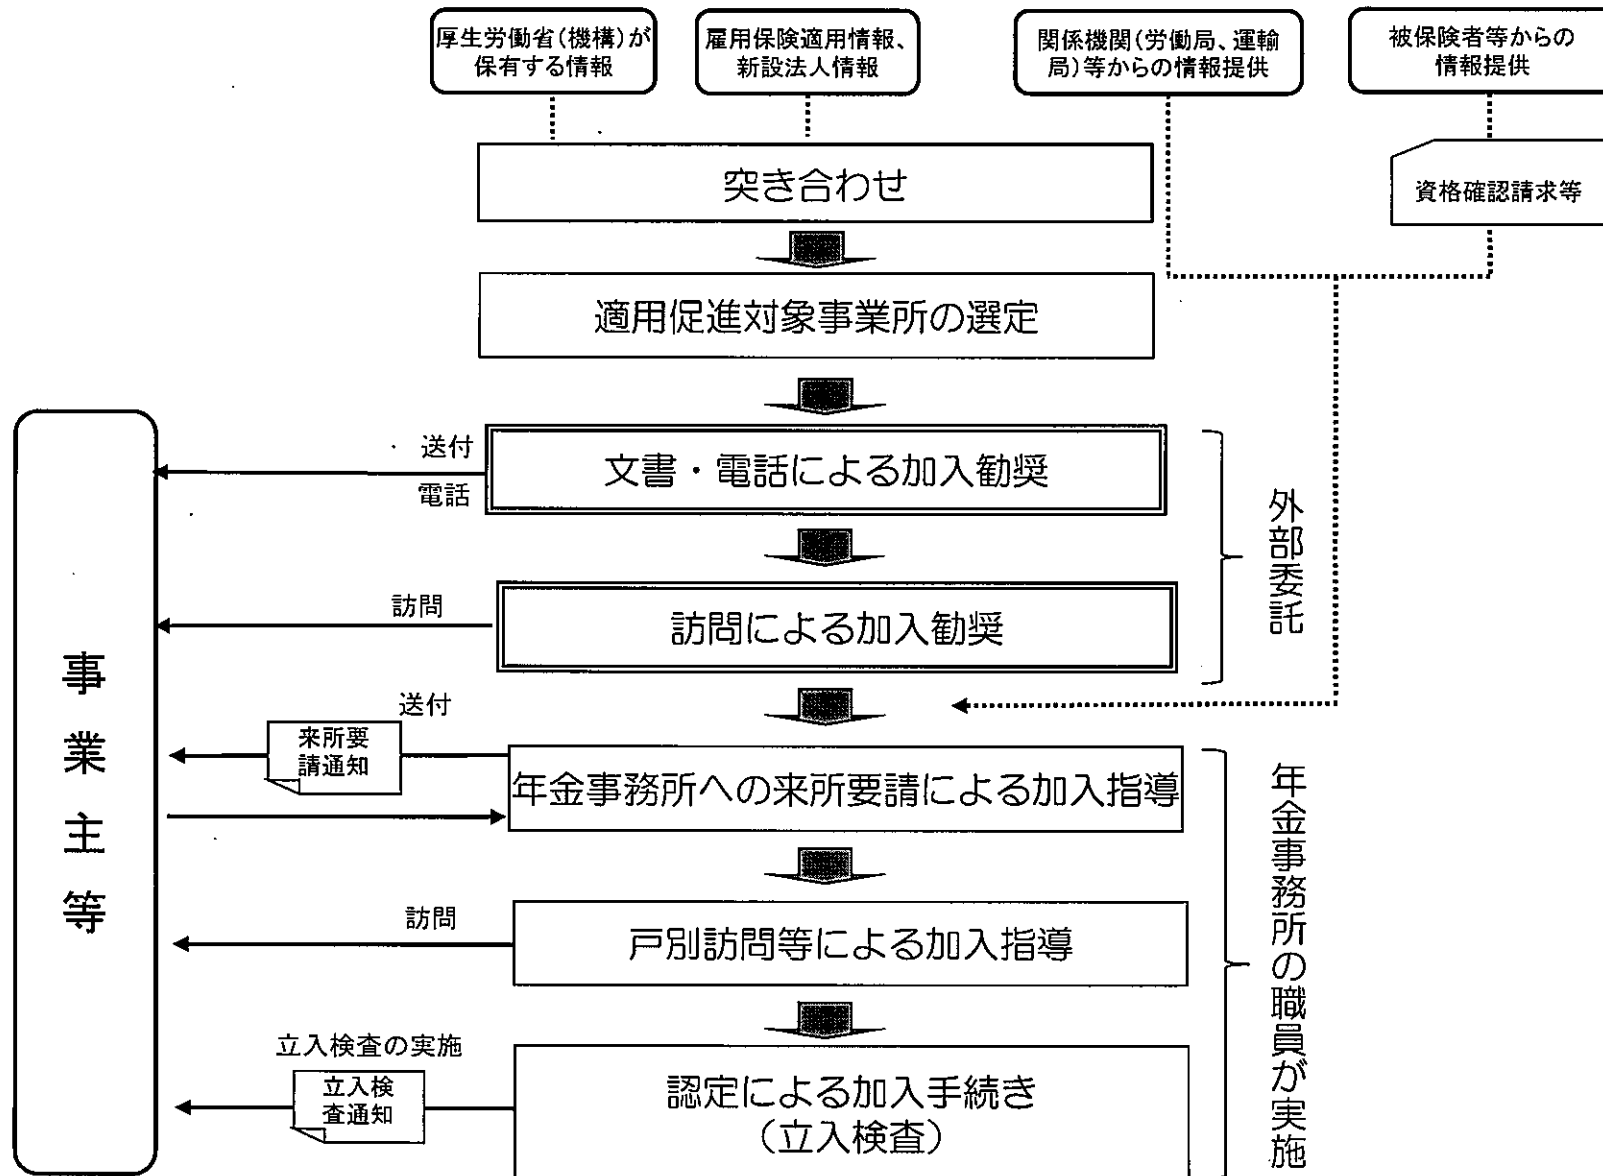 厚生労働省(機構)が
保有する情報
雇用保険適用情報、
新設法人情報
関係機関(労働局、運輸
局)等からの情報提供
被保険者等からの
情報提供
突き合わせ
資格確認請求等
適用促進対象事業所の選定
送付
電話
文書・電話による加入勧奨
外部委託
訪問
訪問による加入勧奨
事業主等
送付
来所要
請通知
年金事務所への来所要請による加入指導
年金事務所の職員が実施
訪問
戸別訪問等による加入指導
立入検査の実施
立入検
査通知
認定による加入手続き
(立入検査)